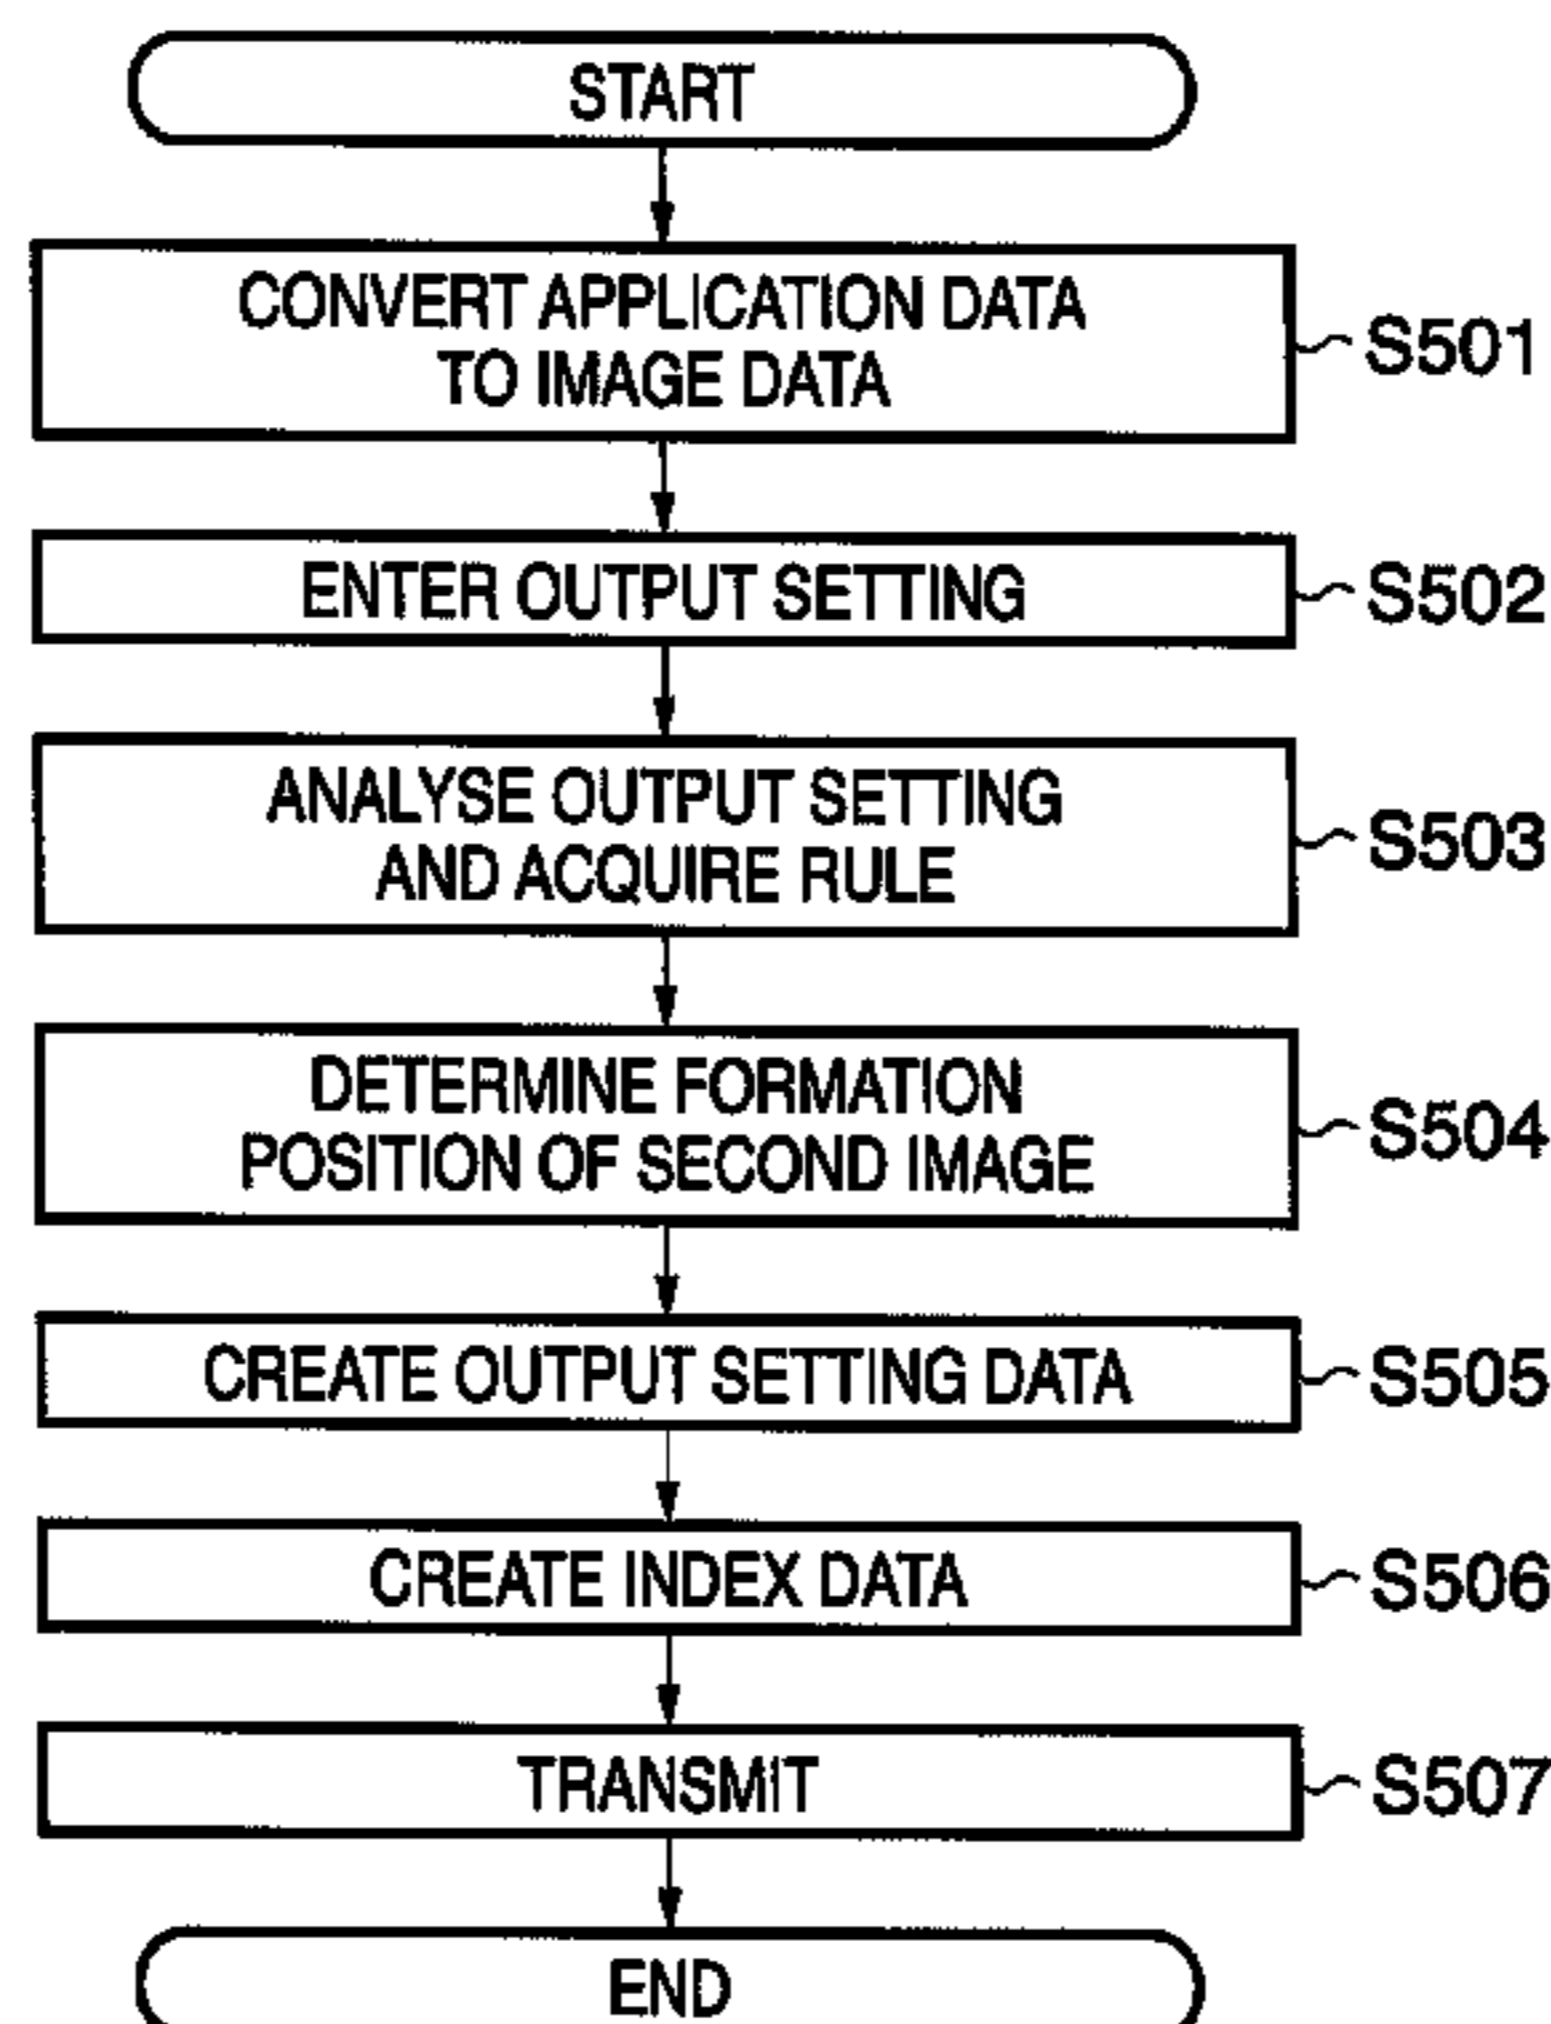 START
CONVERT APPLICATION DATA
TO IMAGE DATA
S501
ENTER OUTPUT SETTING
S502
ANALYSE OUTPUT SETTING
AND ACQUIRE RULE
S503
DETERMINE FORMATION
POSITION OF SECOND IMAGE
S504
CREATE OUTPUT SETTING DATA
S505
CREATE INDEX DATA
S506
TRANSMIT
S507
END